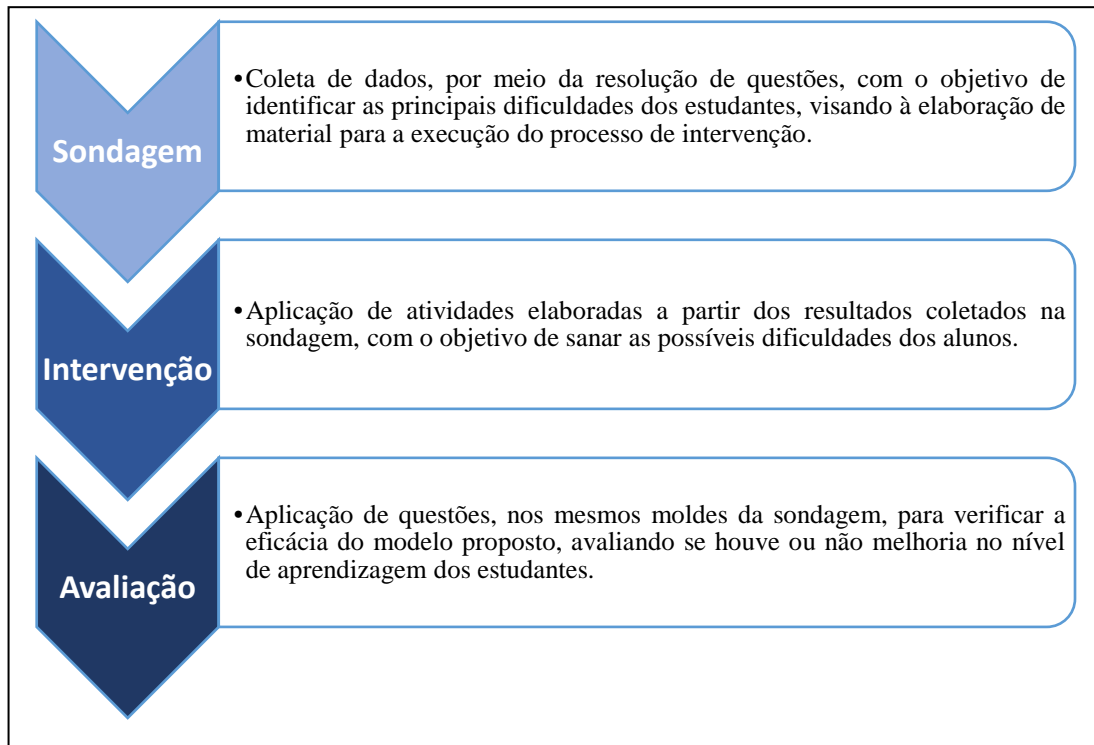 Sondagem
•Coleta de dados, por meio da resolução de questões, com o objetivo de
identificar as principais dificuldades dos estudantes, visando à elaboração de
material para a execução do processo de intervenção.
Intervenção
•Aplicação de atividades elaboradas a partir dos resultados coletados na
sondagem, com o objetivo de sanar as possíveis dificuldades dos alunos.
Avaliação
•Aplicação de questões, nos mesmos moldes da sondagem, para verificar a
eficácia do modelo proposto, avaliando se houve ou não melhoria no nível
de aprendizagem dos estudantes.